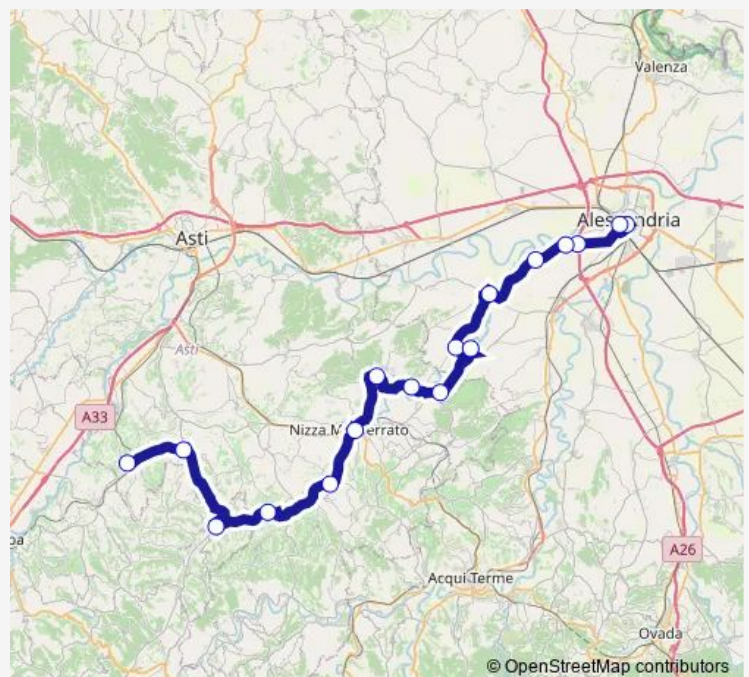 Valenza
Alessandria
Asti
Asti
A33
Nizza Monferrato
A26
Acqui Terme
Ovada
© OpenStreetMap contributors